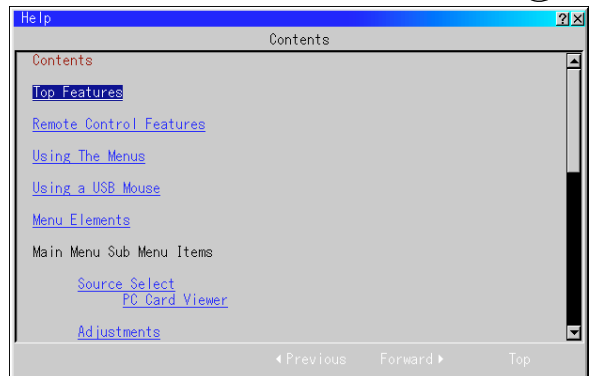 Help
Contents
Contents
Top Features
Remote Control Features
Using The Menus
Using a USB Mouse
Menu Elements
Main Menu Sub Menu Items
Source Select
PC Card Viewer
Adjustments
Previous Forward Top